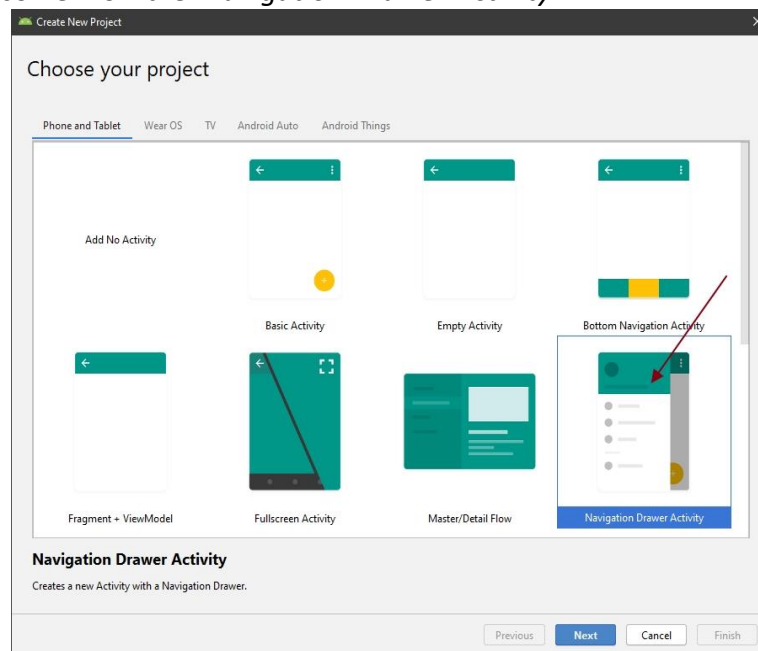 Create New Project
Choose your project
Phone and Tablet Wear OS TV Android Auto Android Things
Add No Activity
Basic Activity Empty Activity Bottom Navigation Activity
Fragment + ViewModel Fullscreen Activity Master/Detail Flow Navigation Drawer Activity
Navigation Drawer Activity
Creates a new Activity with a Navigation Drawer.
Previous Next Cancel Finish